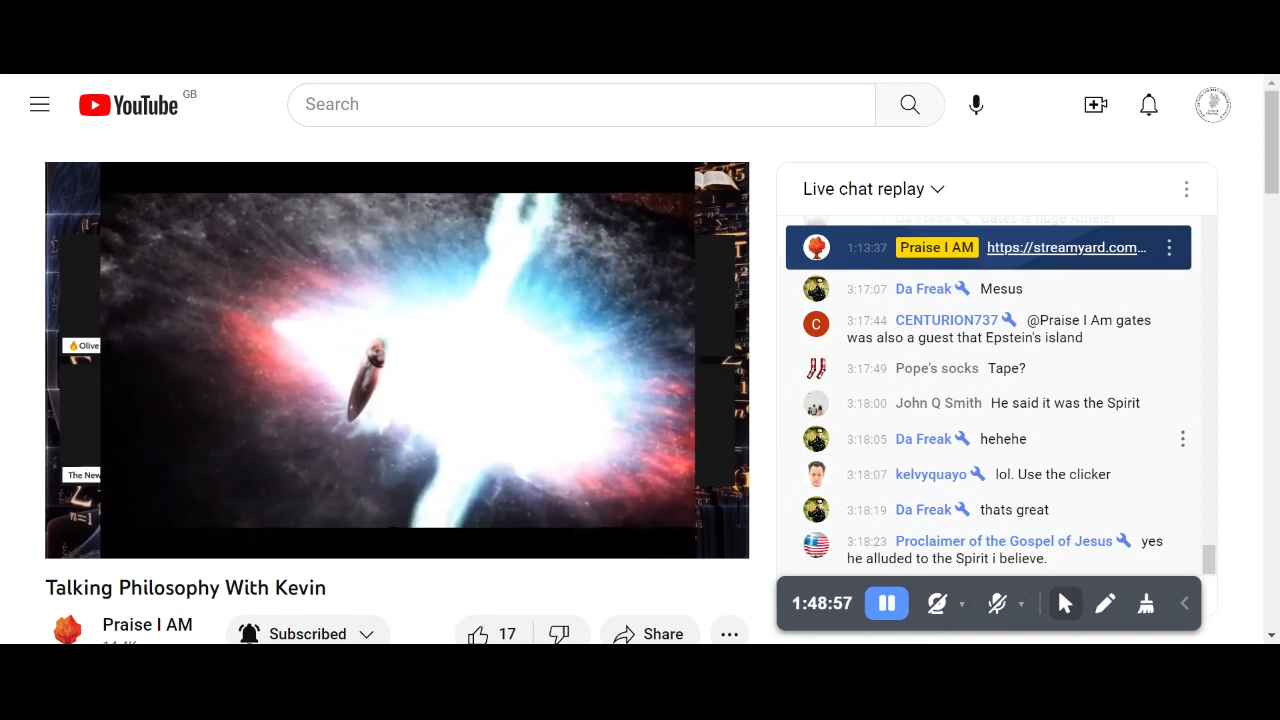 YouTube GB
Search
Live chat replay
1:13:37 Praise I AM https://streamyard.com...
3:17:07 Da Freak Mesus
3:17:44 CENTURION737 @Praise I Am gates
was also a guest that Epstein's island
3:17:49 Pope's socks Tape?
3:18:00 John Q Smith He said it was the Spirit
3:18:05 Da Freak hehehe
3:18:07 kelvyquayo lol. Use the clicker
3:18:19 Da Freak thats great
3:18:23 Proclaimer of the Gospel of Jesus yes
he alluded to the Spirit i believe.
1:48:57
Olive
The New
n=1
Talking Philosophy With Kevin
Praise I AM
Subscribed
17
Share